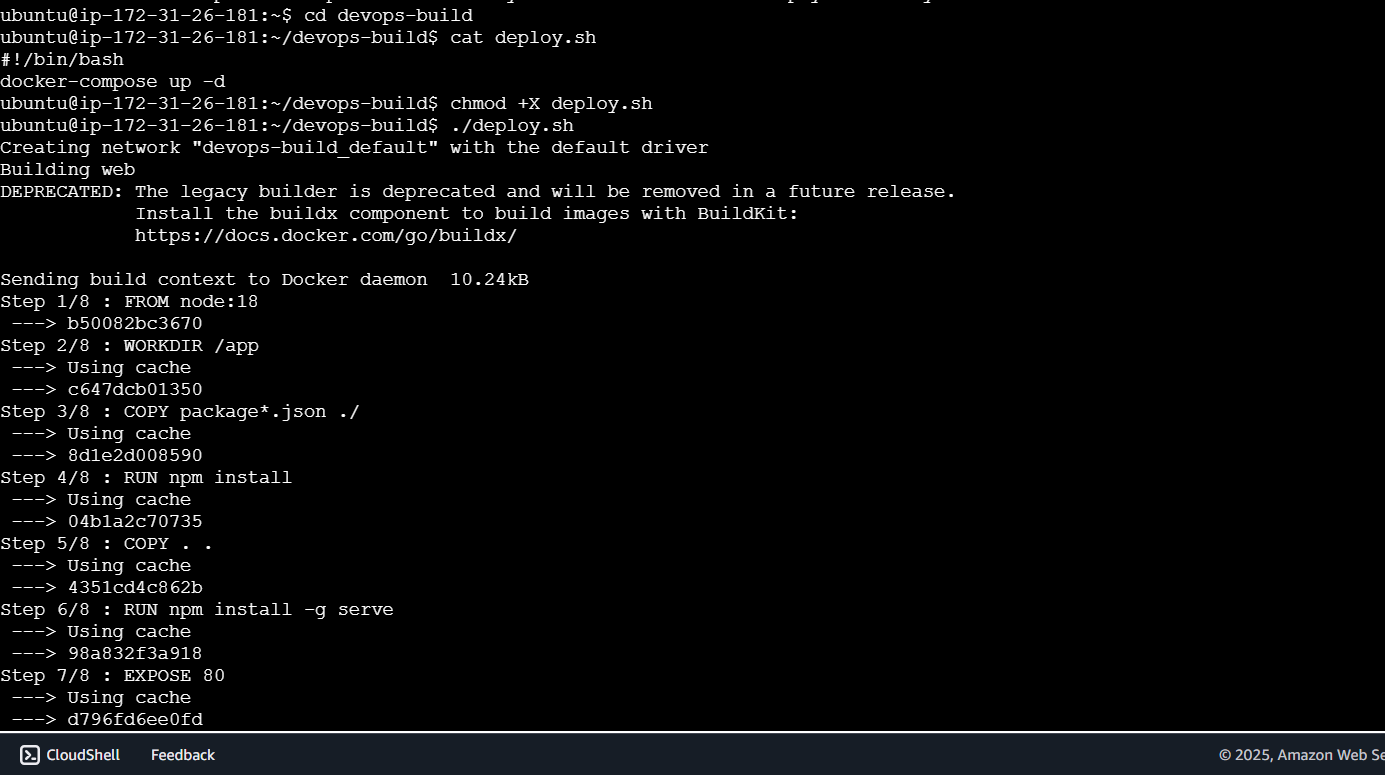 ubuntu@ip-172-31-26-181:~$ cd devops-build
ubuntu@ip-172-31-26-181:~/devops-build$ cat deploy.sh
#!/bin/bash
docker-compose up -d
ubuntu@ip-172-31-26-181:~/devops-build$ chmod +X deploy.sh
ubuntu@ip-172-31-26-181:~/devops-build$ ./deploy.sh
Creating network "devops-build_default" with the default driver
Building web
DEPRECATED: The legacy builder is deprecated and will be removed in a future release.
            Install the buildx component to build images with BuildKit:
            https://docs.docker.com/go/buildx/

Sending build context to Docker daemon  10.24kB
Step 1/8 : FROM node:18
 ---> b50082bc3670
Step 2/8 : WORKDIR /app
 ---> Using cache
 ---> c647dcb01350
Step 3/8 : COPY package*.json ./
 ---> Using cache
 ---> 8d1e2d008590
Step 4/8 : RUN npm install
 ---> Using cache
 ---> 04b1a2c70735
Step 5/8 : COPY . .
 ---> Using cache
 ---> 4351cd4c862b
Step 6/8 : RUN npm install -g serve
 ---> Using cache
 ---> 98a832f3a918
Step 7/8 : EXPOSE 80
 ---> Using cache
 ---> d796fd6ee0fd
CloudShell Feedback © 2025, Amazon Web Se